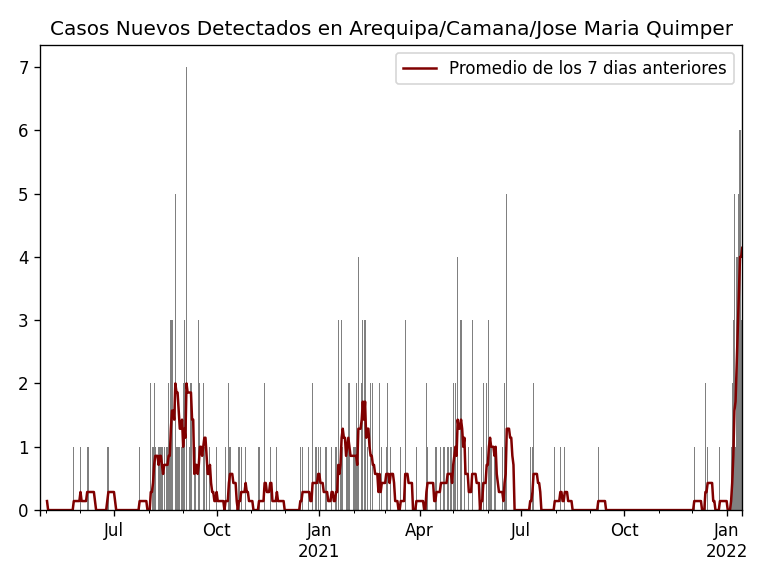 Casos Nuevos Detectados en Arequipa/Camana/Jose Maria Quimper
Promedio de los 7 dias anteriores
7
6
5
4
3
2
1
0
Jul
Oct
Jan
2021
Apr
Jul
Oct
Jan
2022